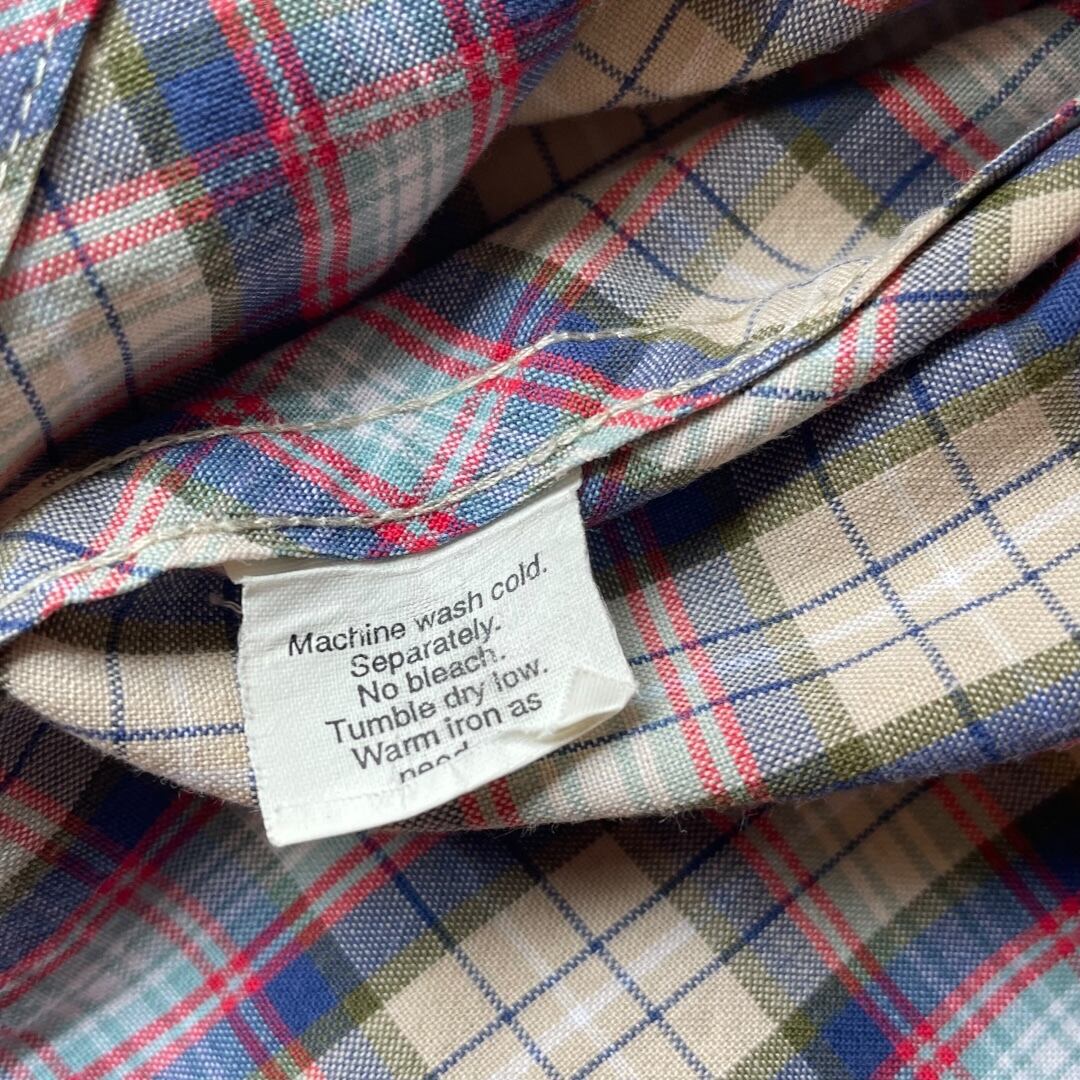 Machine wash cold.
Separately.
No bleach.
Tumble dry low.
Warm iron as